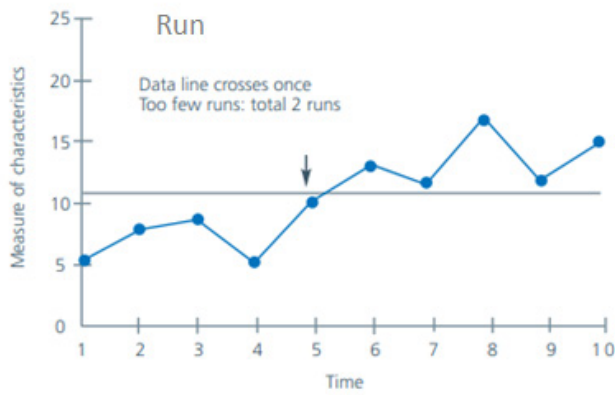 Run
Data line crosses once
Too few runs: total 2 runs
Measure of characteristics
25
20
15
10
5
0
1 2 3 4 5 6 7 8 9 10
Time